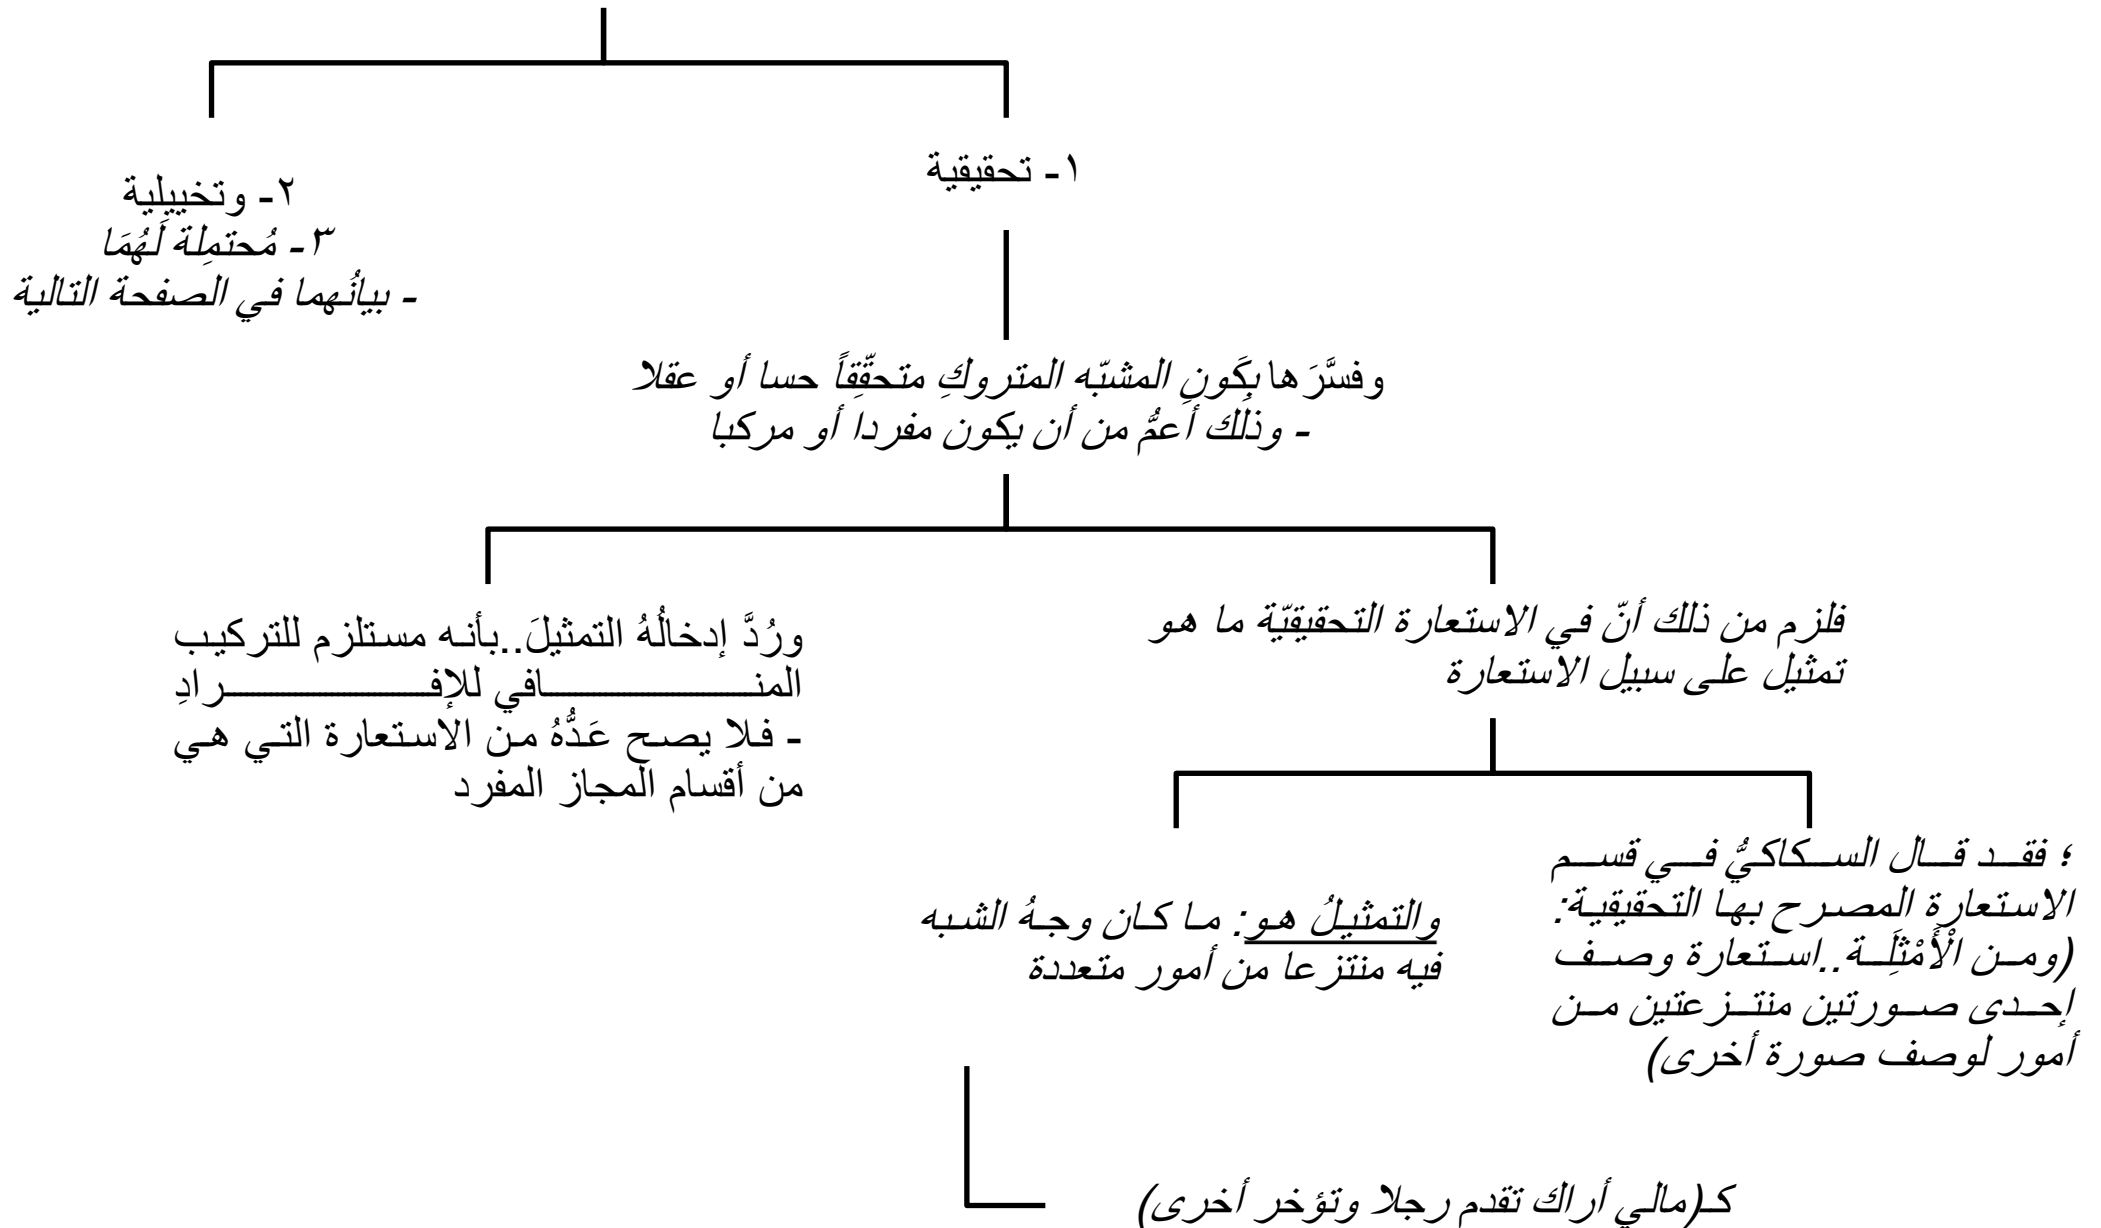 ١- تحقيقية
٢- وتخييلية
٣- مُحتمِلة لَهُمَا
- بيانُهما في الصفحة التالية
وفسَّرَها بِكَونِ المشبّه المتروكِ متحقِّقِاً حسا أو عقلا
- وذلك أعمُّ من أن يكون مفردا أو مركبا
فلزم من ذلك أنّ في الاستعارة التحقيقيّة ما هو
تمثيل على سبيل الاستعارة
ورُدَّ إدخالُهُ التمثيلَ..بأنه مستلزم للتركيب
المنافي للإفرادِ
- فلا يصح عَدُّهُ من الاستعارة التي هي
من أقسام المجاز المفرد
؛ فقد قال السكاكيُّ في قسم
الاستعارة المصرح بها التحقيقية:
(ومن الْأَمْثِلَة..استعارة وصف
إحدى صورتين منتزعتين من
أمور لوصف صورة أخرى)
والتمثيلُ هو: ما كان وجهُ الشبه
فيه منتزعا من أمور متعددة
كـ(مالي أراك تقدم رجلا وتؤخر أخرى)